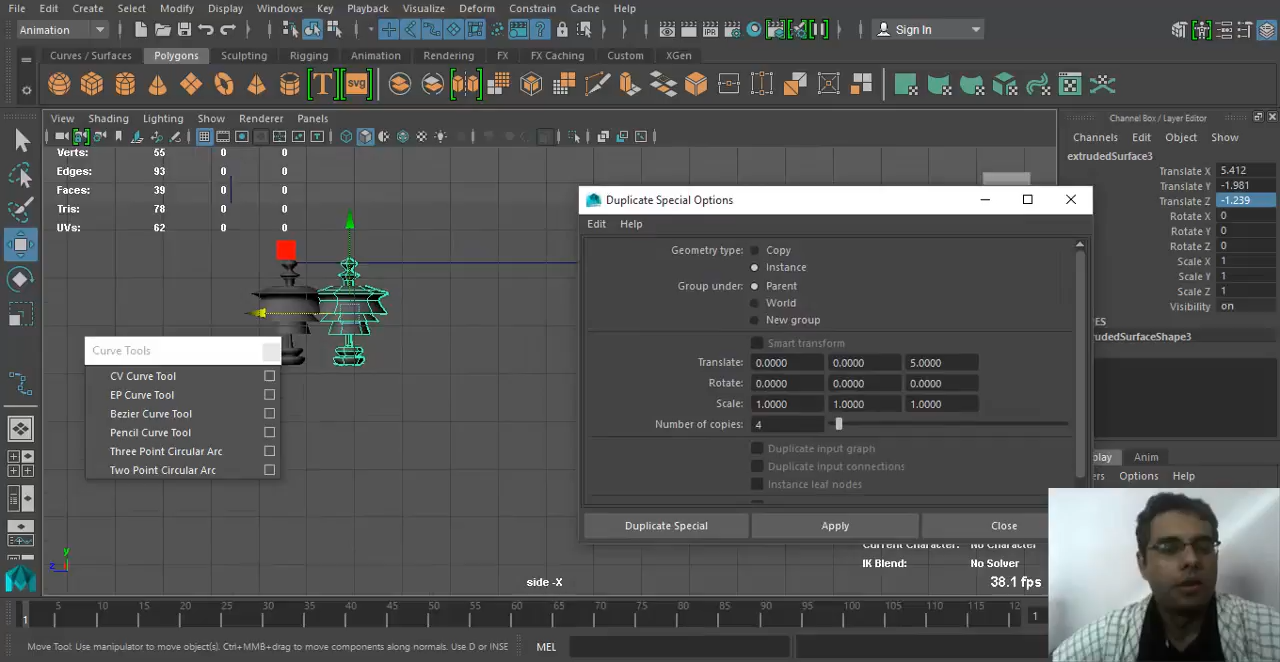 File Edit Create Select Modify Display Windows Key Playback Visualize Deform Constrain Cache Help
Animation
Sign In
Curves / Surfaces Polygons Sculpting Rigging Animation Rendering FX FX Caching Custom XGen
T svg
View Shading Lighting Show Renderer Panels
Verts: 55 0 0
Edges: 93 0 0
Faces: 39 0 0
Tris: 78 0 0
UVs: 62 0 0
Curve Tools
CV Curve Tool
EP Curve Tool
Bezier Curve Tool
Pencil Curve Tool
Three Point Circular Arc
Two Point Circular Arc
Duplicate Special Options
Edit Help
Geometry type: Copy
Instance
Group under: Parent
World
New group
Smart transform
Translate: 0.0000 0.0000 5.0000
Rotate: 0.0000 0.0000 0.0000
Scale: 1.0000 1.0000 1.0000
Number of copies: 4
Duplicate input graph
Duplicate input connections
Instance leaf nodes
Duplicate Special Apply Close
Channel Box / Layer Editor
Channels Edit Object Show
extrudedSurface3
Translate X 5.412
Translate Y -1.981
Translate Z -1.239
Rotate X 0
Rotate Y 0
Rotate Z 0
Scale X 1
Scale Y 1
Scale Z 1
Visibility on
PES
rudedSurfaceShape3
play Anim
ers Options Help
Current Character: No Character
IK Blend: No Solver
38.1 fps
side -X
y
z
5 10 15 20 25 30 35 40 45 50 55 60 65 70 75 80 85 90 95 100 105 110 115 12
1 1
Move Tool: Use manipulator to move object(s). Ctrl+MMB+drag to move components along normals. Use D or INSE
MEL